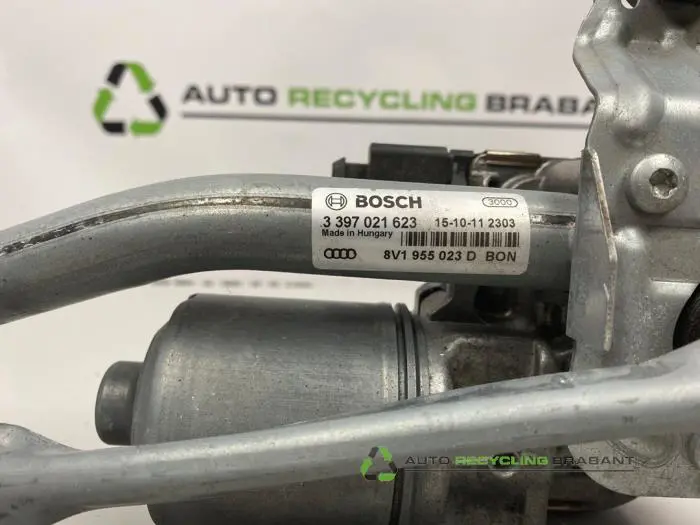 AUTO RECYCLING BRABANT
BOSCH 3000
3 397 021 623 15-10-11 2303
Made in Hungary
8V1 955 023 D BON
AUTO RECYCLING BRABANT